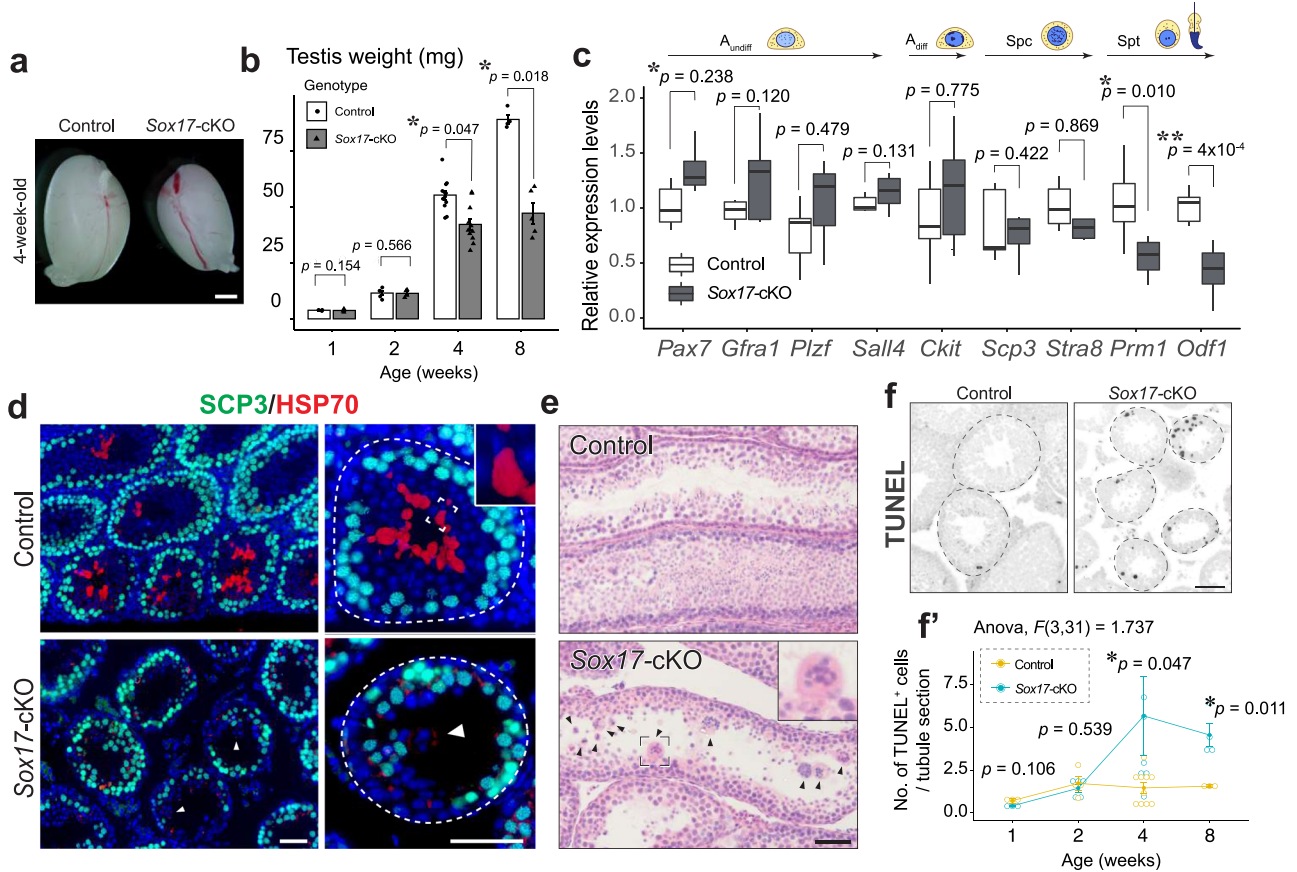 a
Control
Sox17-cKO
4-week-old
b
Testis weight (mg)
Genotype
Control
Sox17-cKO
75
50
25
0
p = 0.154
p = 0.566
*
p = 0.047
*
p = 0.018
1
2
4
8
Age (weeks)
c
Aundiff
Adiff
Spc
Spt
Relative expression levels
2.0
1.5
1.0
0.5
0.0
*
p = 0.238
p = 0.120
p = 0.479
p = 0.131
p = 0.775
p = 0.422
p = 0.869
*
p = 0.010
**
p = 4x10-4
Control
Sox17-cKO
Pax7
Gfra1
Plzf
Sall4
Ckit
Scp3
Stra8
Prm1
Odf1
d
SCP3/HSP70
Control
Sox17-cKO
e
Control
Sox17-cKO
f
Control
Sox17-cKO
TUNEL
f'
Anova, F(3,31) = 1.737
Control
Sox17-cKO
No. of TUNEL+ cells
/ tubule section
7.5
5.0
2.5
0.0
p = 0.106
p = 0.539
*p = 0.047
*p = 0.011
1
2
4
8
Age (weeks)